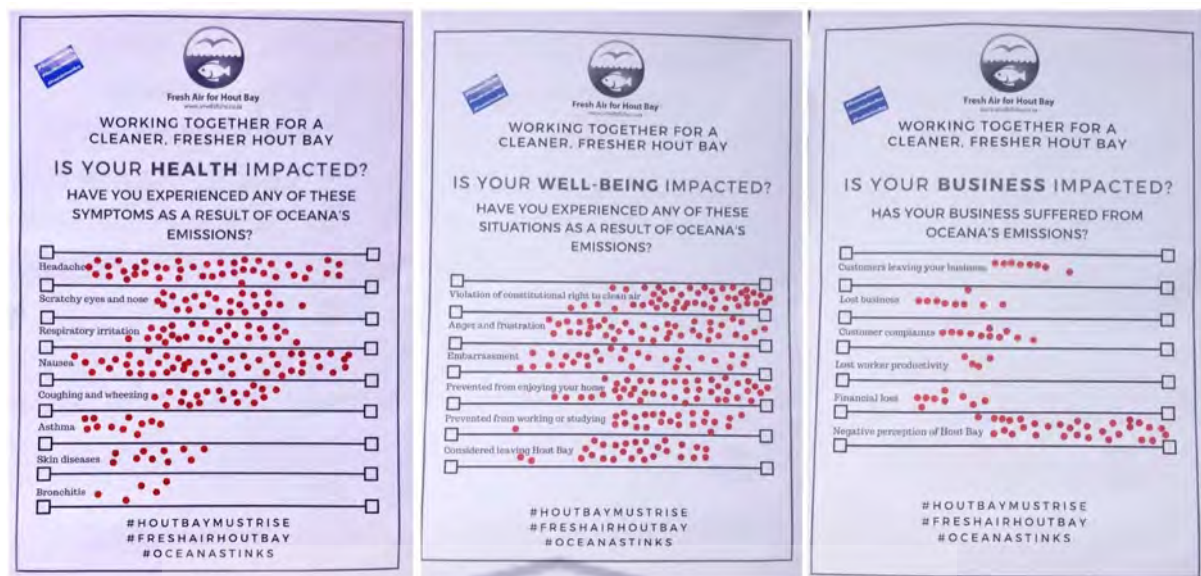 Fresh Air for Hout Bay
WORKING TOGETHER FOR A
CLEANER, FRESHER HOUT BAY
IS YOUR HEALTH IMPACTED?
HAVE YOU EXPERIENCED ANY OF THESE
SYMPTOMS AS A RESULT OF OCEANA'S
EMISSIONS?
Headache
Scratchy eyes and nose
Respiratory irritation
Nausea
Coughing and wheezing
Asthma
Skin diseases
Bronchitis
#HOUTBAYMUSTRISE
#FRESHAIRHOUTBAY
#OCEANASTINKS
Fresh Air for Hout Bay
WORKING TOGETHER FOR A
CLEANER, FRESHER HOUT BAY
IS YOUR WELL-BEING IMPACTED?
HAVE YOU EXPERIENCED ANY OF THESE
SITUATIONS AS A RESULT OF OCEANA'S
EMISSIONS?
Violation of constitutional right to clean air
Anger and frustration
Embarrassment
Prevented from enjoying your home
Prevented from working or studying
Considered leaving Hout Bay
#HOUTBAYMUSTRISE
#FRESHAIRHOUTBAY
#OCEANASTINKS
Fresh Air for Hout Bay
WORKING TOGETHER FOR A
CLEANER, FRESHER HOUT BAY
IS YOUR BUSINESS IMPACTED?
HAS YOUR BUSINESS SUFFERED FROM
OCEANA'S EMISSIONS?
Customers leaving your business
Lost business
Customer complaints
Lost worker productivity
Financial loss
Negative perception of Hout Bay
#HOUTBAYMUSTRISE
#FRESHAIRHOUTBAY
#OCEANASTINKS